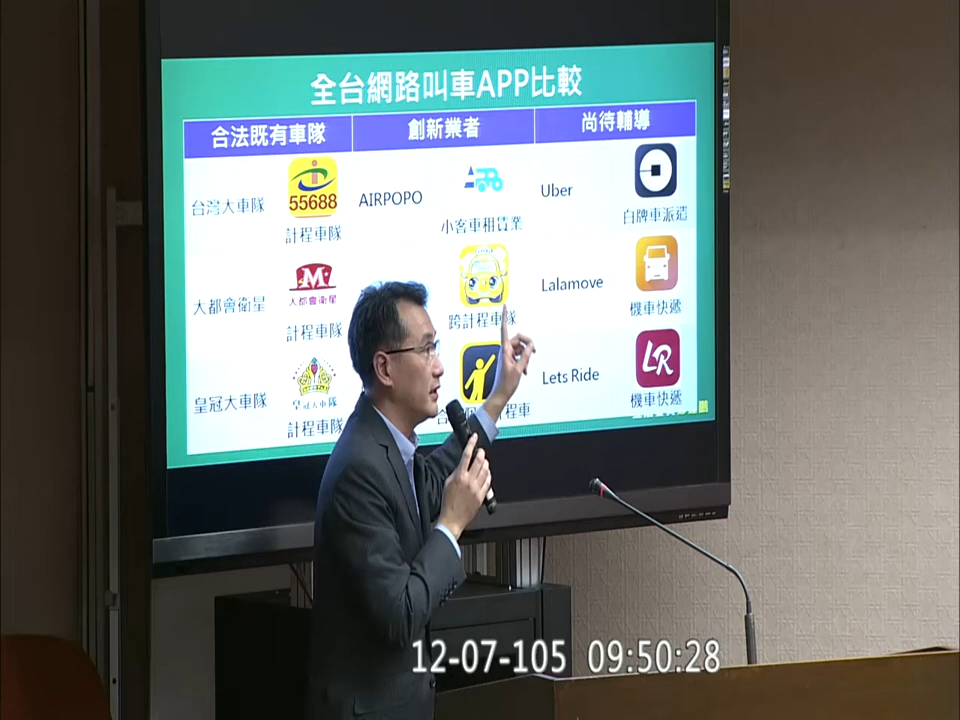 全台網路叫車APP比較
合法既有車隊
創新業者
尚待輔導
台灣大車隊
55688
計程車隊
AIRPOPO
小客車租賃業
Uber
白牌車派遣
大都會衛星
M
大都會衛星
計程車隊
跨計程車隊
Lalamove
機車快遞
皇冠大車隊
皇冠大車隊
計程車隊
程車
Lets Ride
LR
機車快遞
12-07-105 09:50:28